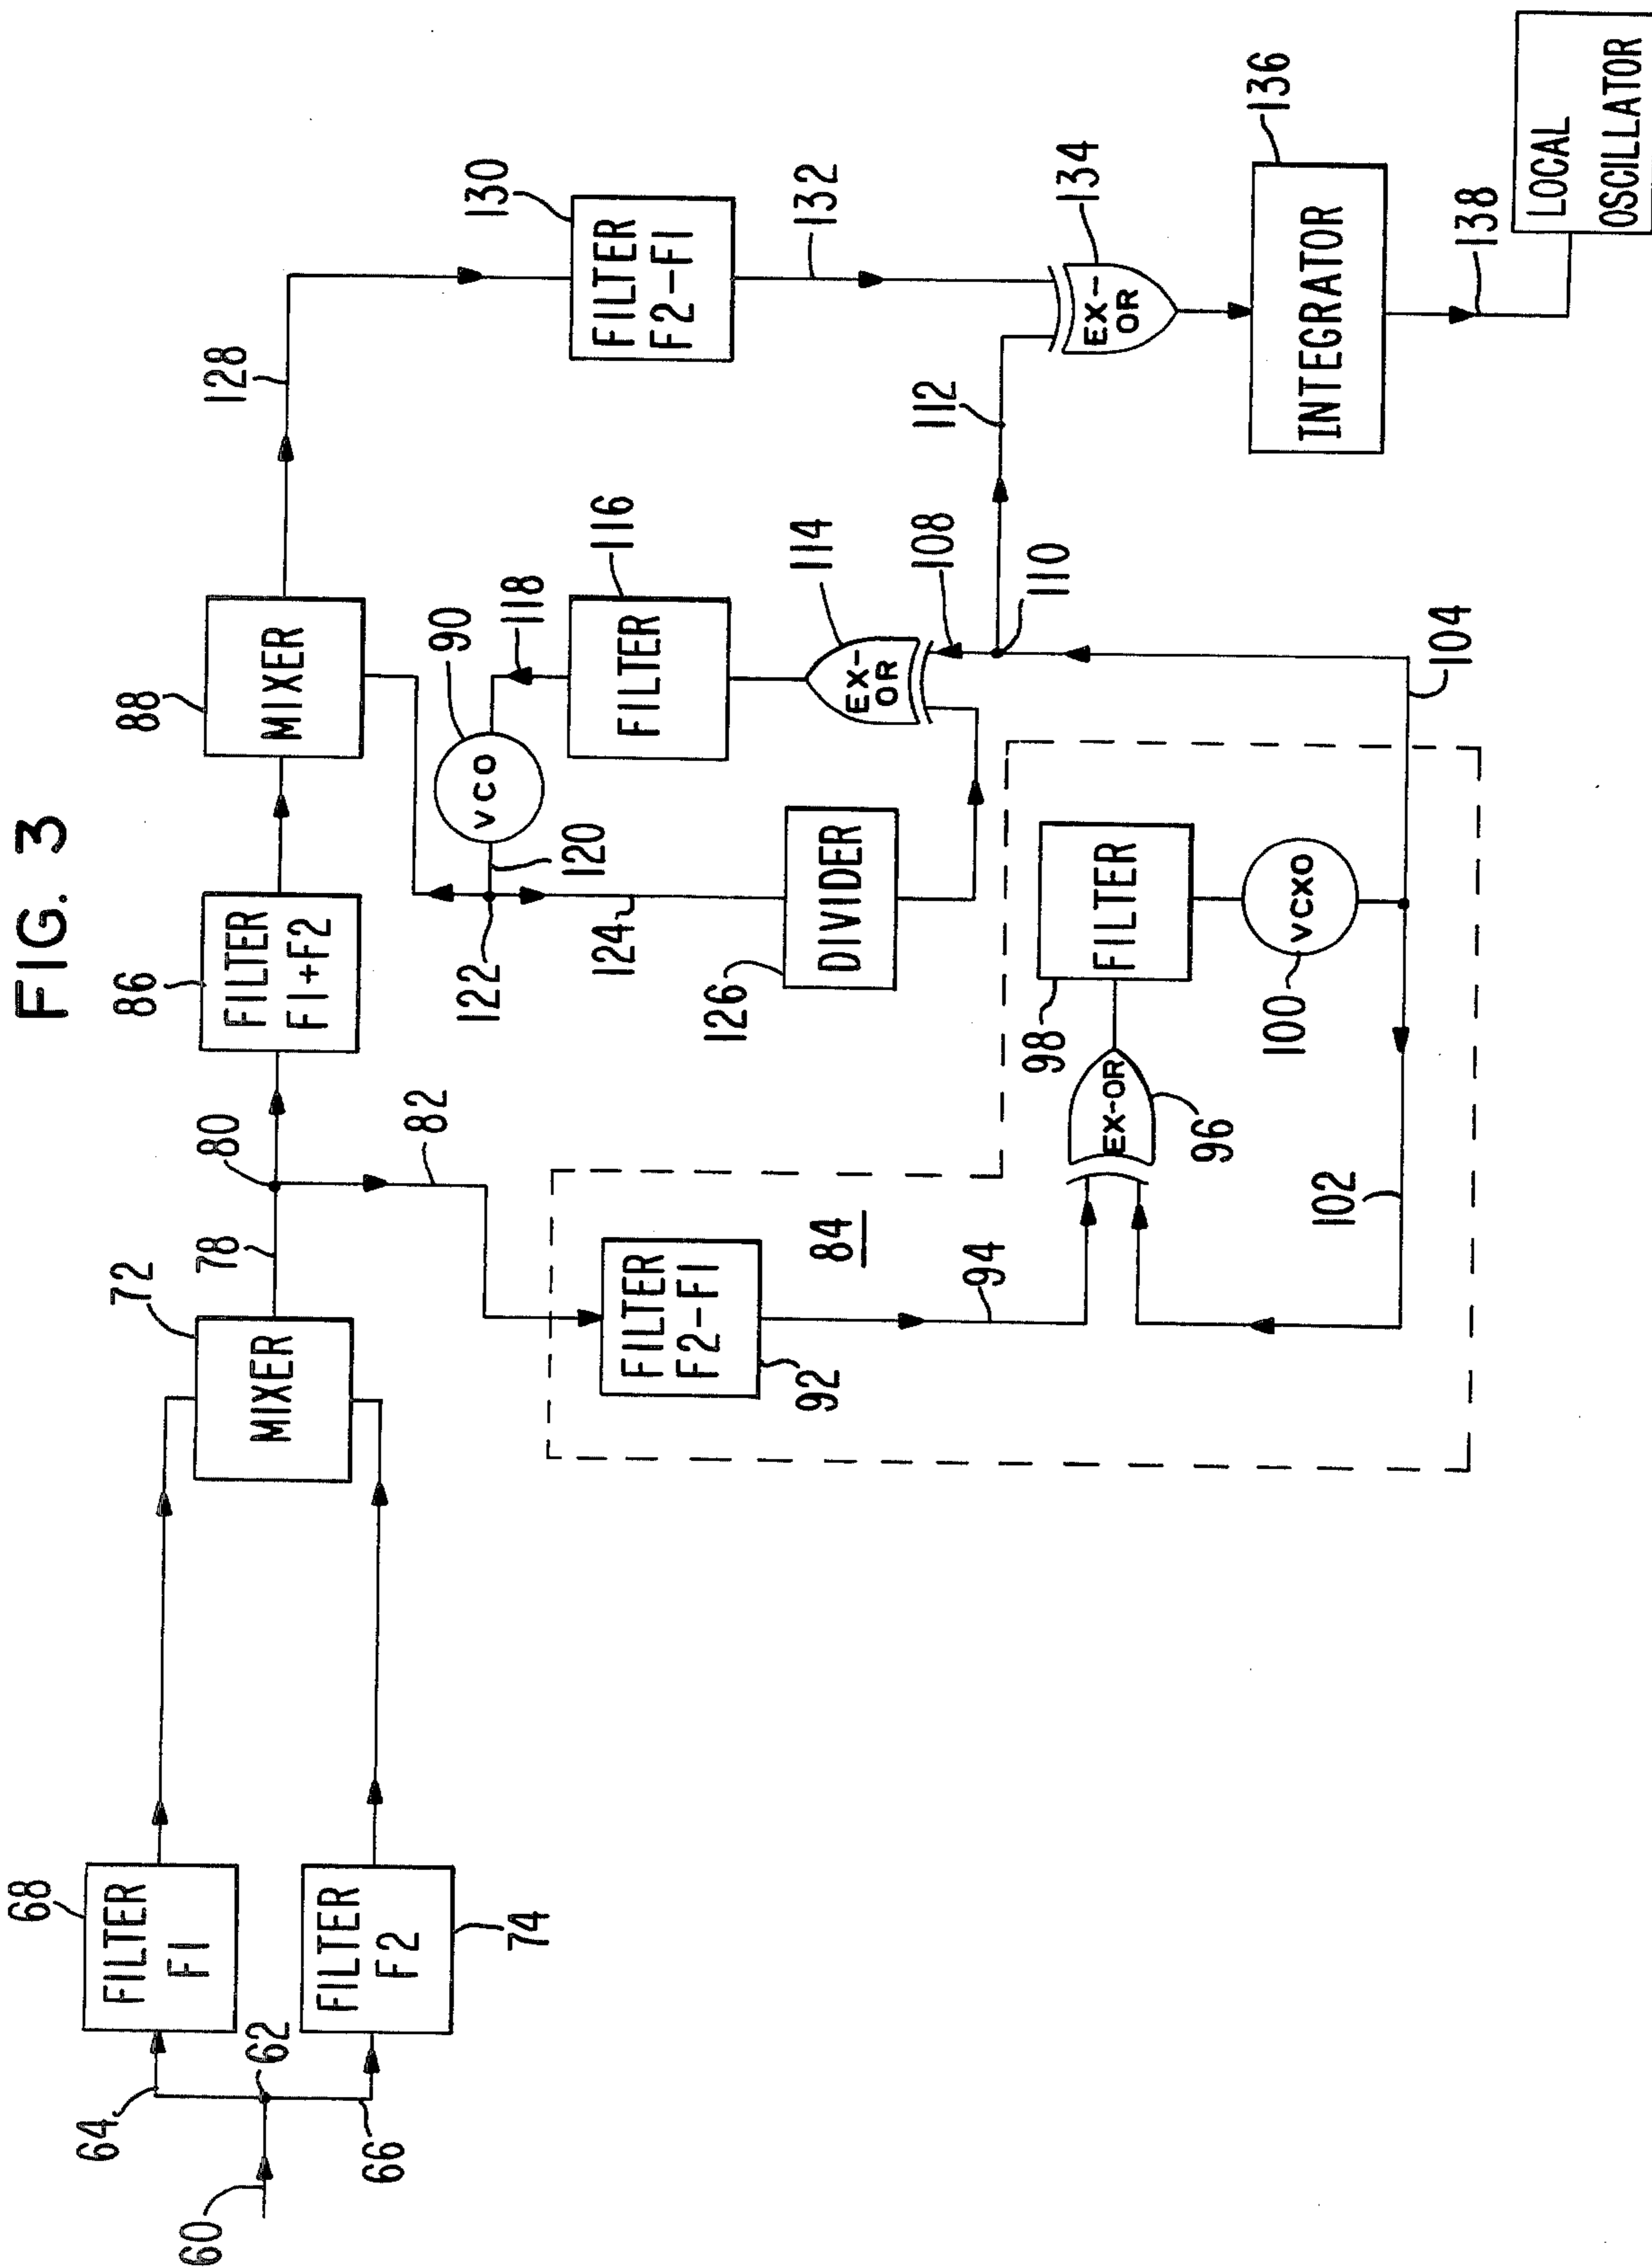 FIG. 3
60
62
64
66
68
FILTER
F1
FILTER
F2
74
72
MIXER
78
80
82
86
FILTER
F1+F2
88
MIXER
128
90
VCO
118
120
122
124
116
FILTER
114
EX-
OR
108
110
112
126
DIVIDER
130
FILTER
F2-F1
132
134
EX-
OR
136
INTEGRATOR
138
LOCAL
OSCILLATOR
84
FILTER
F2-F1
92
94
EX-OR
96
98
FILTER
VCXO
100
102
104